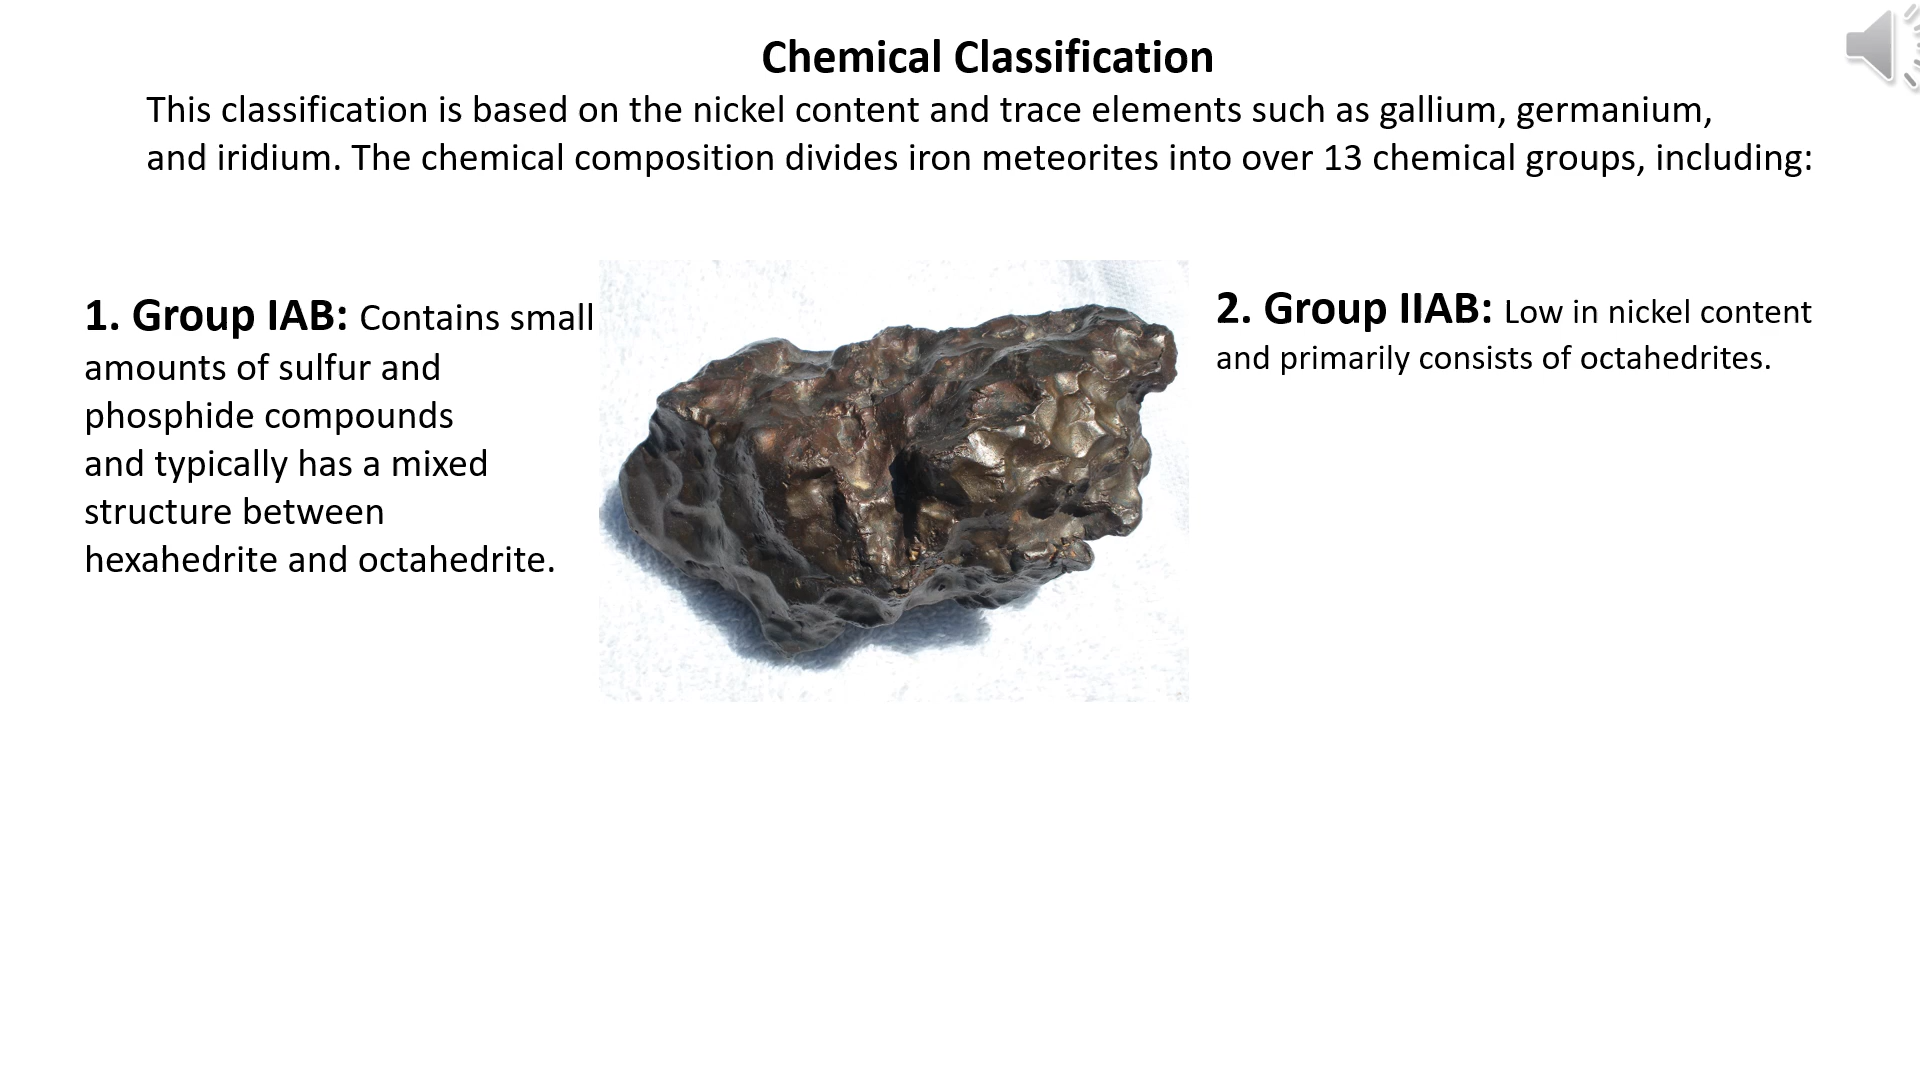 Chemical Classification
This classification is based on the nickel content and trace elements such as gallium, germanium,
and iridium. The chemical composition divides iron meteorites into over 13 chemical groups, including:
1. Group IAB: Contains small
amounts of sulfur and
phosphide compounds
and typically has a mixed
structure between
hexahedrite and octahedrite.
2. Group IIAB: Low in nickel content
and primarily consists of octahedrites.